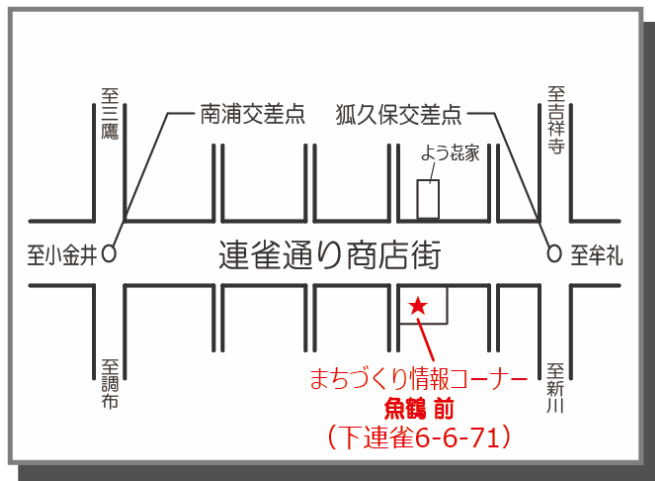 至三鷹
南浦交差点
狐久保交差点
至吉祥寺
よう㐂家
至小金井
連雀通り商店街
至牟礼
至調布
まちづくり情報コーナー
魚鶴 前
（下連雀6-6-71）
至新川